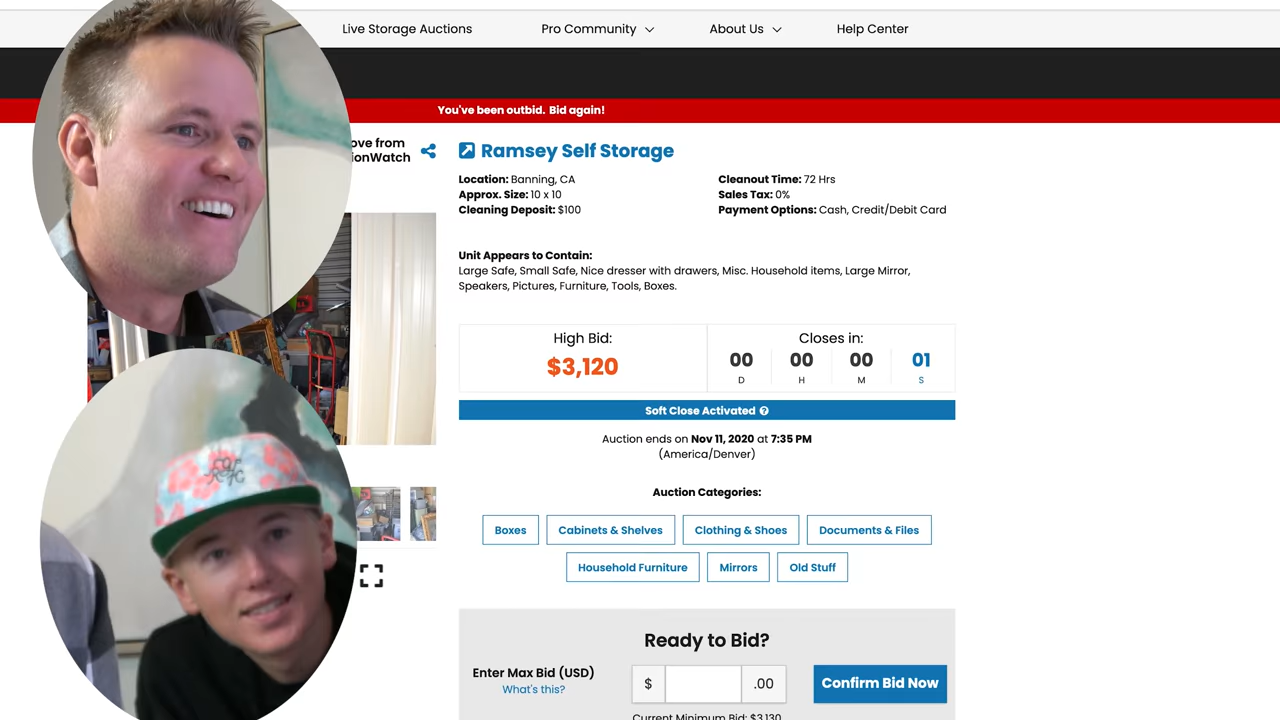 Live Storage Auctions Pro Community About Us Help Center
You've been outbid. Bid again!
ove from
ionWatch
Ramsey Self Storage
Location: Banning, CA
Approx. Size: 10 x 10
Cleaning Deposit: $100
Cleanout Time: 72 Hrs
Sales Tax: 0%
Payment Options: Cash, Credit/Debit Card
Unit Appears to Contain:
Large Safe, Small Safe, Nice dresser with drawers, Misc. Household items, Large Mirror,
Speakers, Pictures, Furniture, Tools, Boxes.
High Bid:
$3,120
Closes in:
00 00 00 01
D H M S
Soft Close Activated ?
Auction ends on Nov 11, 2020 at 7:35 PM
(America/Denver)
Auction Categories:
Boxes Cabinets & Shelves Clothing & Shoes Documents & Files
Household Furniture Mirrors Old Stuff
Ready to Bid?
Enter Max Bid (USD)
What's this?
$ .00
Confirm Bid Now
Current Minimum Bid: $3,130